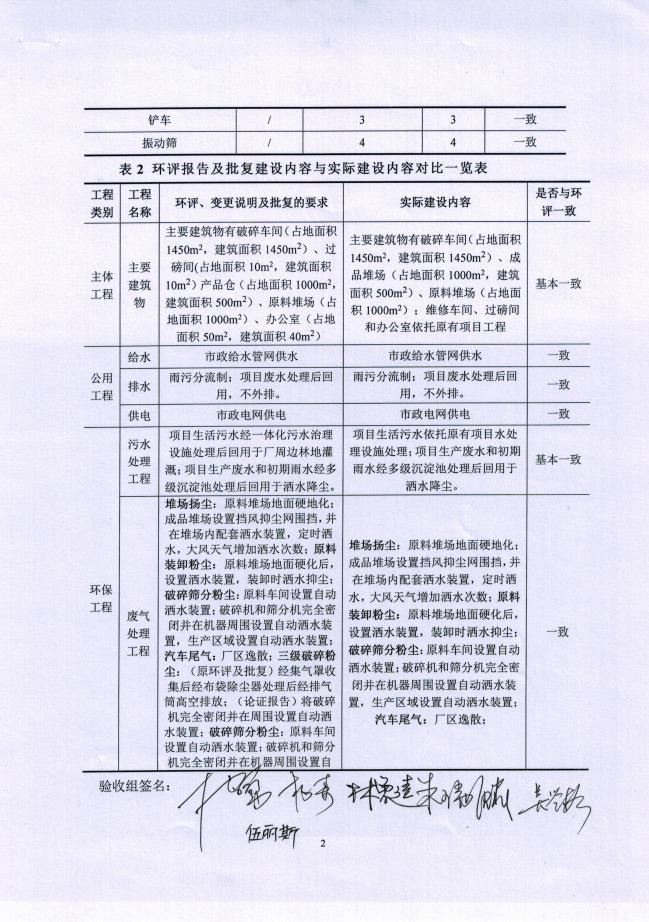 铲车 / 3 3 一致
振动筛 / 4 4 一致
表 2 环评报告及批复建设内容与实际建设内容对比一览表
工程
类别
工程
名称
环评、变更说明及批复的要求
实际建设内容
是否与环
评一致
主体
工程
主要
建筑
物
主要建筑物有破碎车间（占地面积
1450m²，建筑面积 1450m²）、过
磅间(占地面积 10m²，建筑面积
10m²）产品仓（占地面积 1000m²，
建筑面积 500m²）、原料堆场（占
地面积 1000m²）、办公室（占地
面积 50m²，建筑面积 40m²）
主要建筑物有破碎车间（占地面积
1450m²，建筑面积 1450m²）、成
品堆场（占地面积 1000m²，建筑
面积 500m²）、原料堆场（占地面
积 1000m²）；维修车间、过磅间
和办公室依托原有项目工程
基本一致
公用
工程
给水
市政给水管网供水
市政给水管网供水
一致
排水
雨污分流制；项目废水处理后回
用，不外排。
雨污分流制；项目废水处理后回
用，不外排。
一致
供电
市政电网供电
市政电网供电
一致
环保
工程
污水
处理
工程
项目生活污水经一体化污水治理
设施处理后回用于厂周边林地灌
溉；项目生产废水和初期雨水经多
级沉淀池处理后回用于洒水降尘。
项目生活污水依托原有项目水处
理设施处理；项目生产废水和初期
雨水经多级沉淀池处理后回用于
洒水降尘。
基本一致
废气
处理
工程
堆场扬尘：原料堆场地面硬地化；
成品堆场设置挡风抑尘网围挡，并
在堆场内配套洒水装置，定时洒
水，大风天气增加洒水次数；原料
装卸粉尘：原料堆场地面硬化后，
设置洒水装置，装卸时洒水抑尘；
破碎筛分粉尘：原料车间设置自动
洒水装置；破碎机和筛分机完全密
闭并在机器周围设置自动洒水装
置，生产区域设置自动洒水装置；
汽车尾气：厂区逸散；三级破碎粉
尘：（原环评及批复）经集气罩收
集后经布袋除尘器处理后经排气
筒高空排放；（论证报告）将破碎
机完全密闭并在周围设置自动洒
水装置；破碎筛分粉尘：原料车间
设置自动洒水装置；破碎机和筛分
机完全密闭并在机器周围设置自
堆场扬尘：原料堆场地面硬地化；
成品堆场设置挡风抑尘网围挡，并
在堆场内配套洒水装置，定时洒
水，大风天气增加洒水次数；原料
装卸粉尘：原料堆场地面硬化后，
设置洒水装置，装卸时洒水抑尘；
破碎筛分粉尘：原料车间设置自动
洒水装置；破碎机和筛分机完全密
闭并在机器周围设置自动洒水装
置，生产区域设置自动洒水装置；
汽车尾气：厂区逸散；
一致
验收组签名：
伍丽斯
2